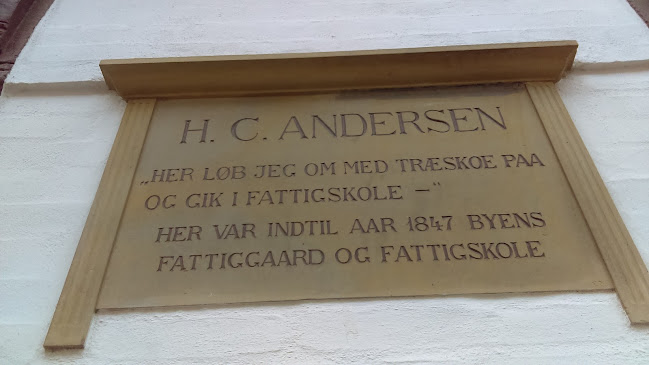 H. C. ANDERSEN
„HER LØB JEG OM MED TRÆSKOE PAA
OG GIK I FATTIGSKOLE –"
HER VAR INDTIL AAR 1847 BYENS
FATTIGGAARD OG FATTIGSKOLE